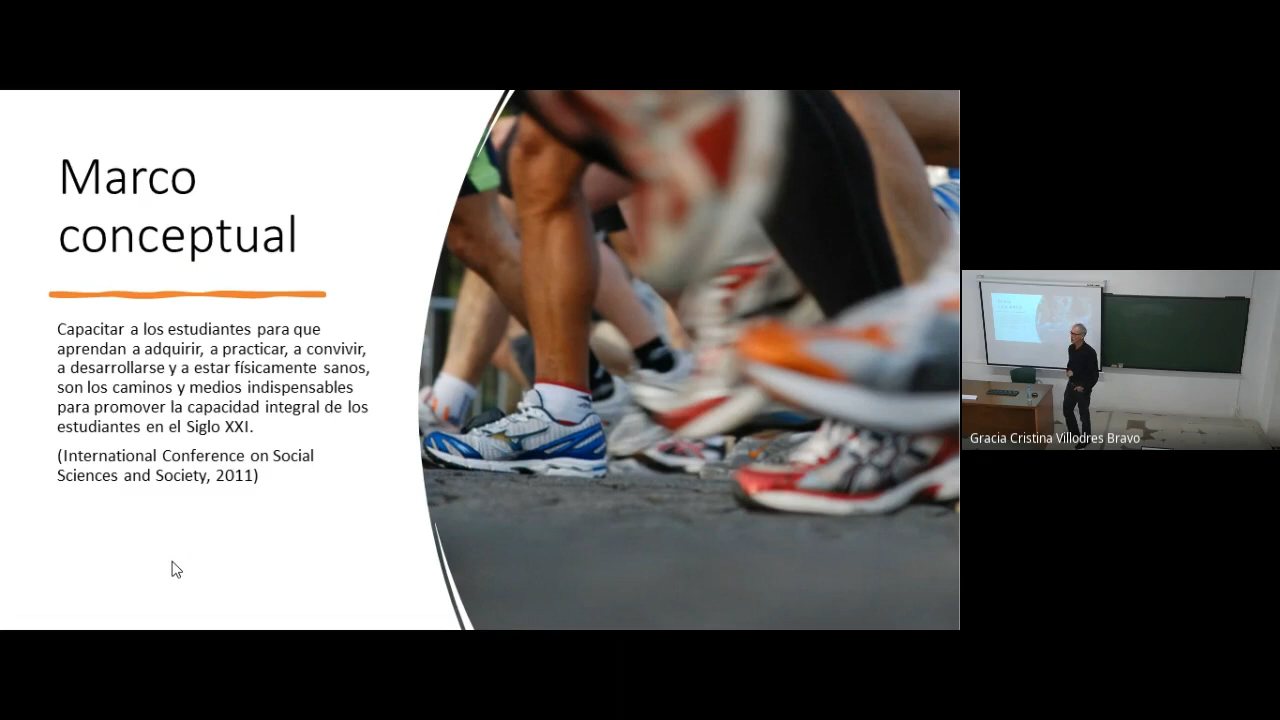 Marco
conceptual
Capacitar a los estudiantes para que
aprendan a adquirir, a practicar, a convivir,
a desarrollarse y a estar físicamente sanos,
son los caminos y medios indispensables
para promover la capacidad integral de los
estudiantes en el Siglo XXI.
(International Conference on Social
Sciences and Society, 2011)
Gracia Cristina Villodres Bravo